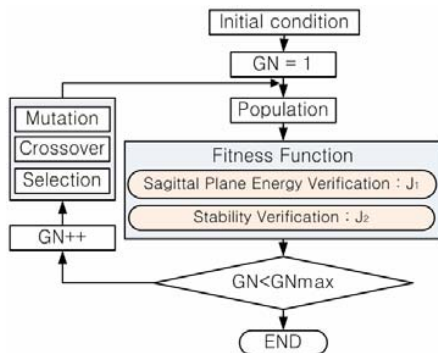 Initial condition
GN = 1
Population
Mutation
Crossover
Selection
GN++
Fitness Function
Sagittal Plane Energy Verification : J₁
Stability Verification : J₂
GN<GNmax
END